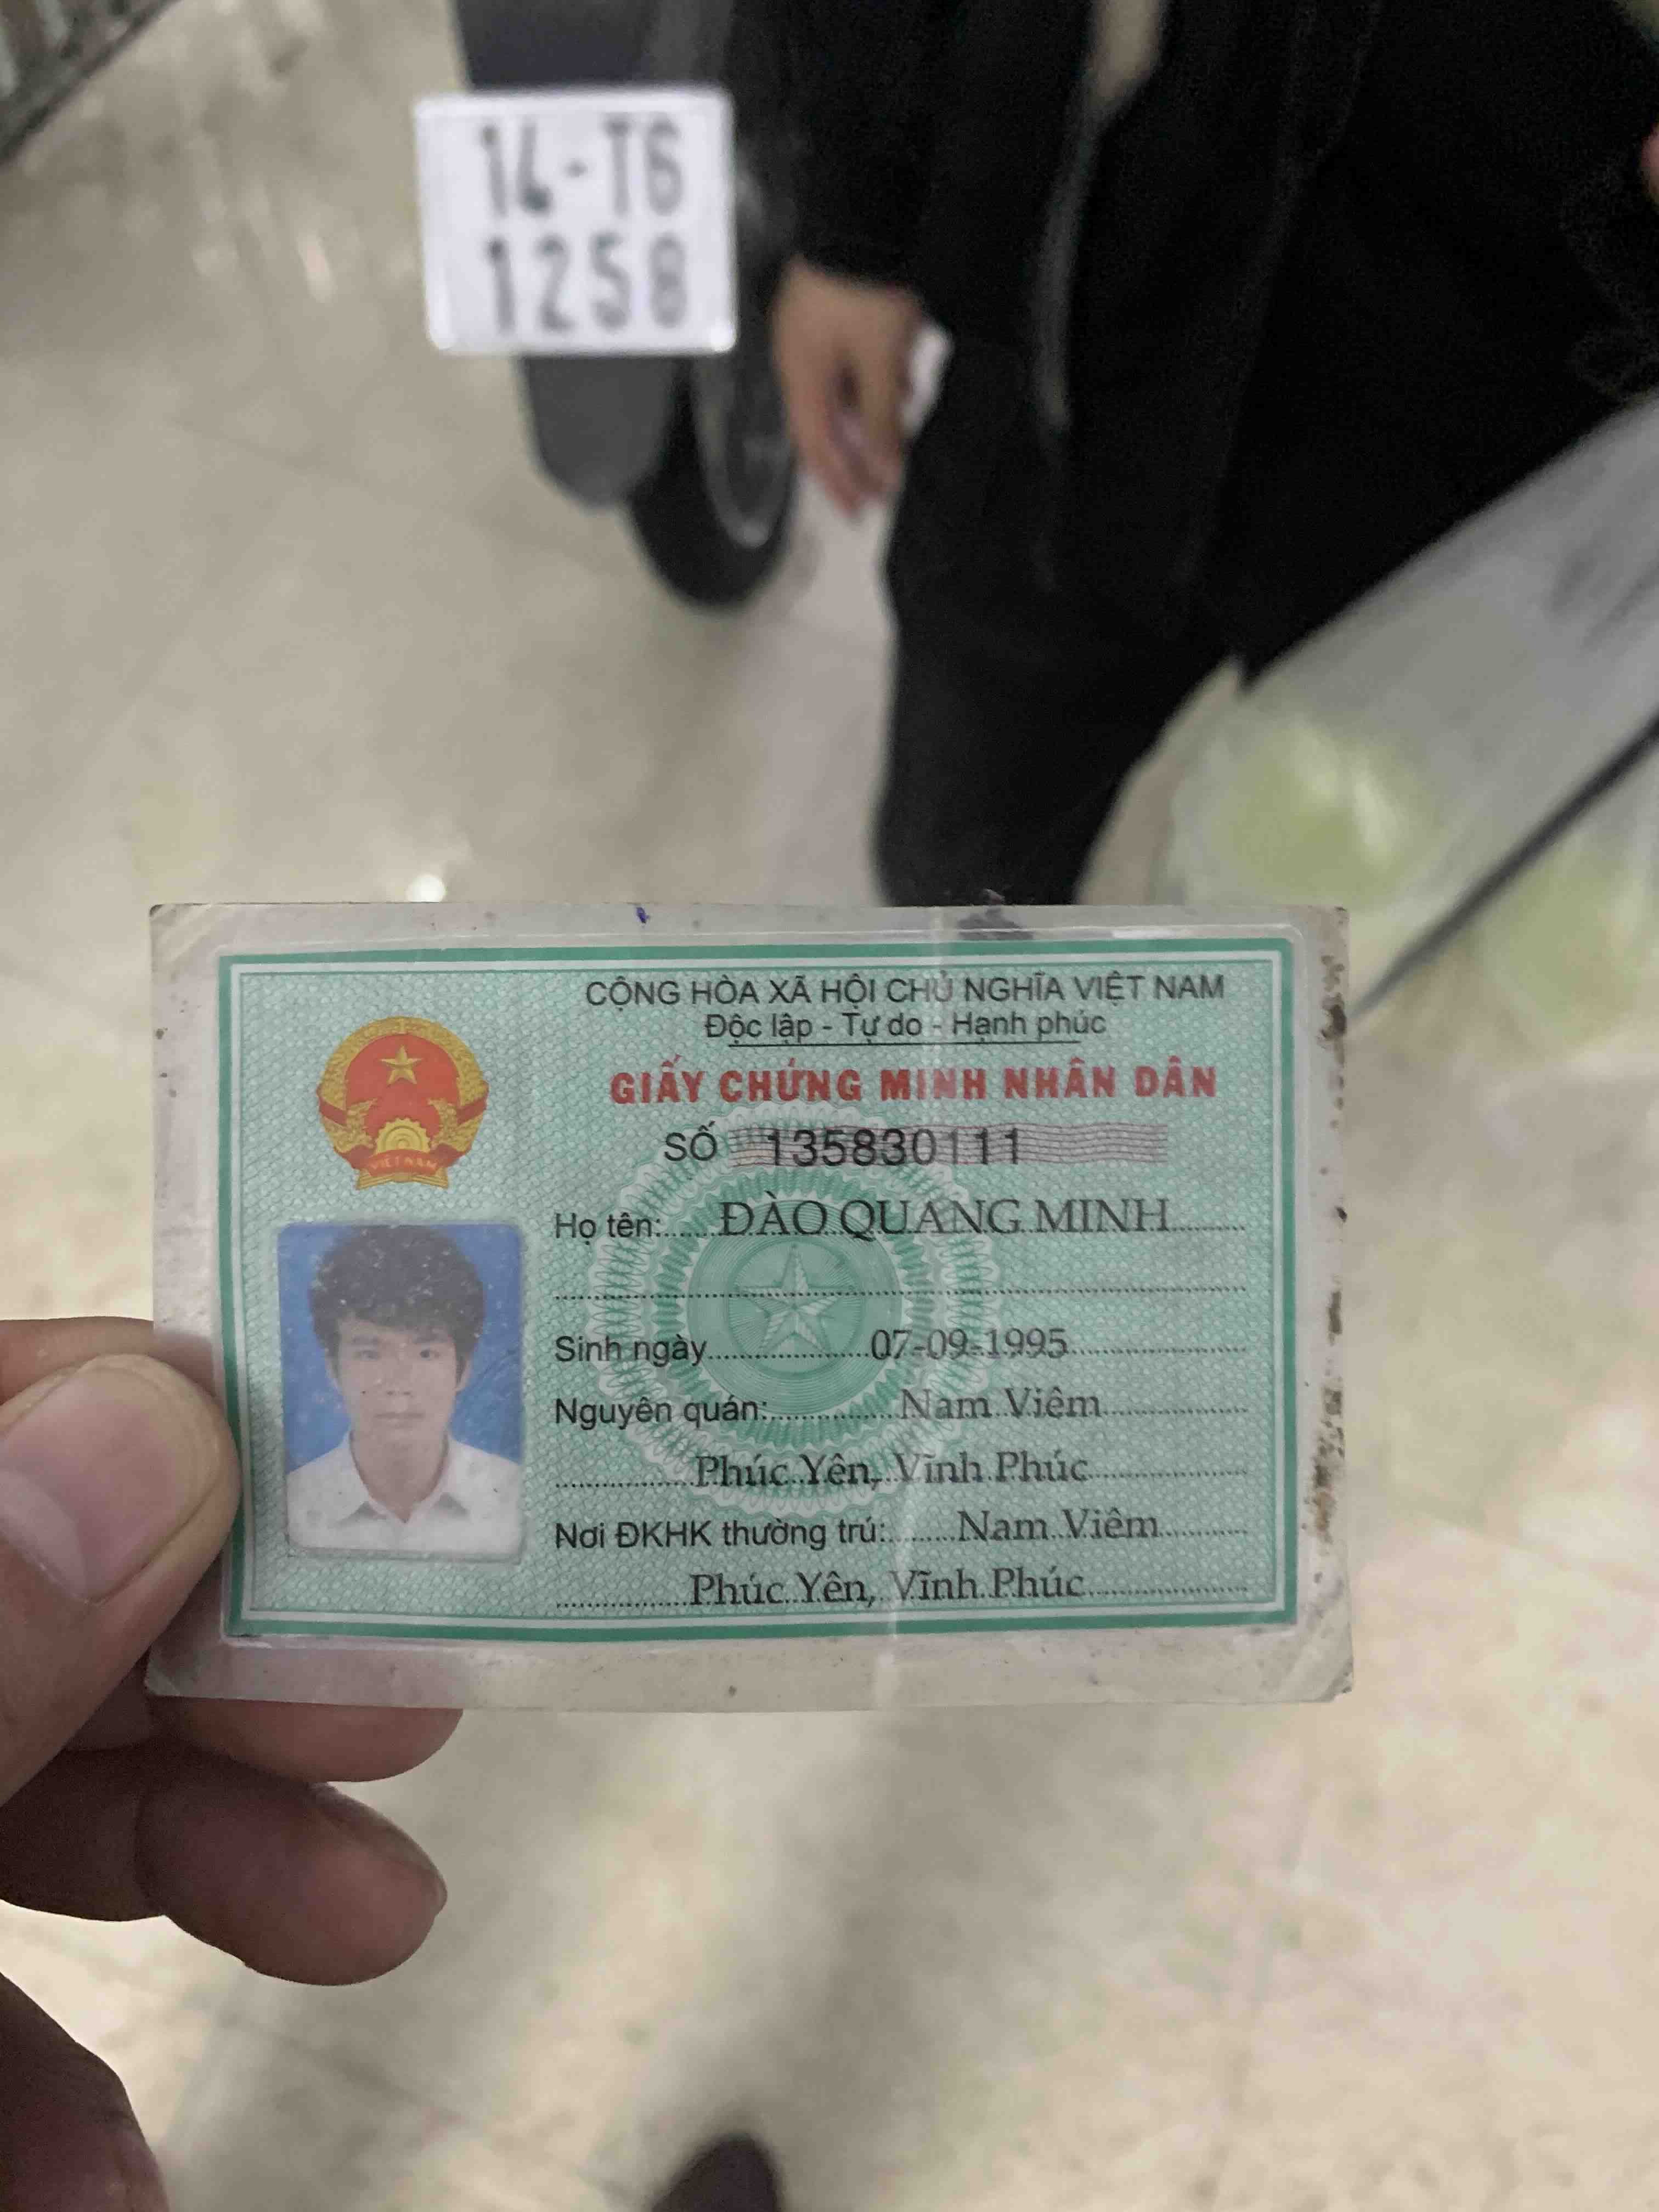 14-T6
1258
CỘNG HÒA XÃ HỘI CHỦ NGHĨA VIỆT NAM
Độc lập - Tự do - Hạnh phúc
GIẤY CHỨNG MINH NHÂN DÂN
SỐ 135830111
VIỆT NAM
Họ tên: ĐÀO QUANG MINH
Sinh ngày 07-09-1995
Nguyên quán: Nam Viêm
Phúc Yên, Vĩnh Phúc
Nơi ĐKHK thường trú: Nam Viêm
Phúc Yên, Vĩnh Phúc